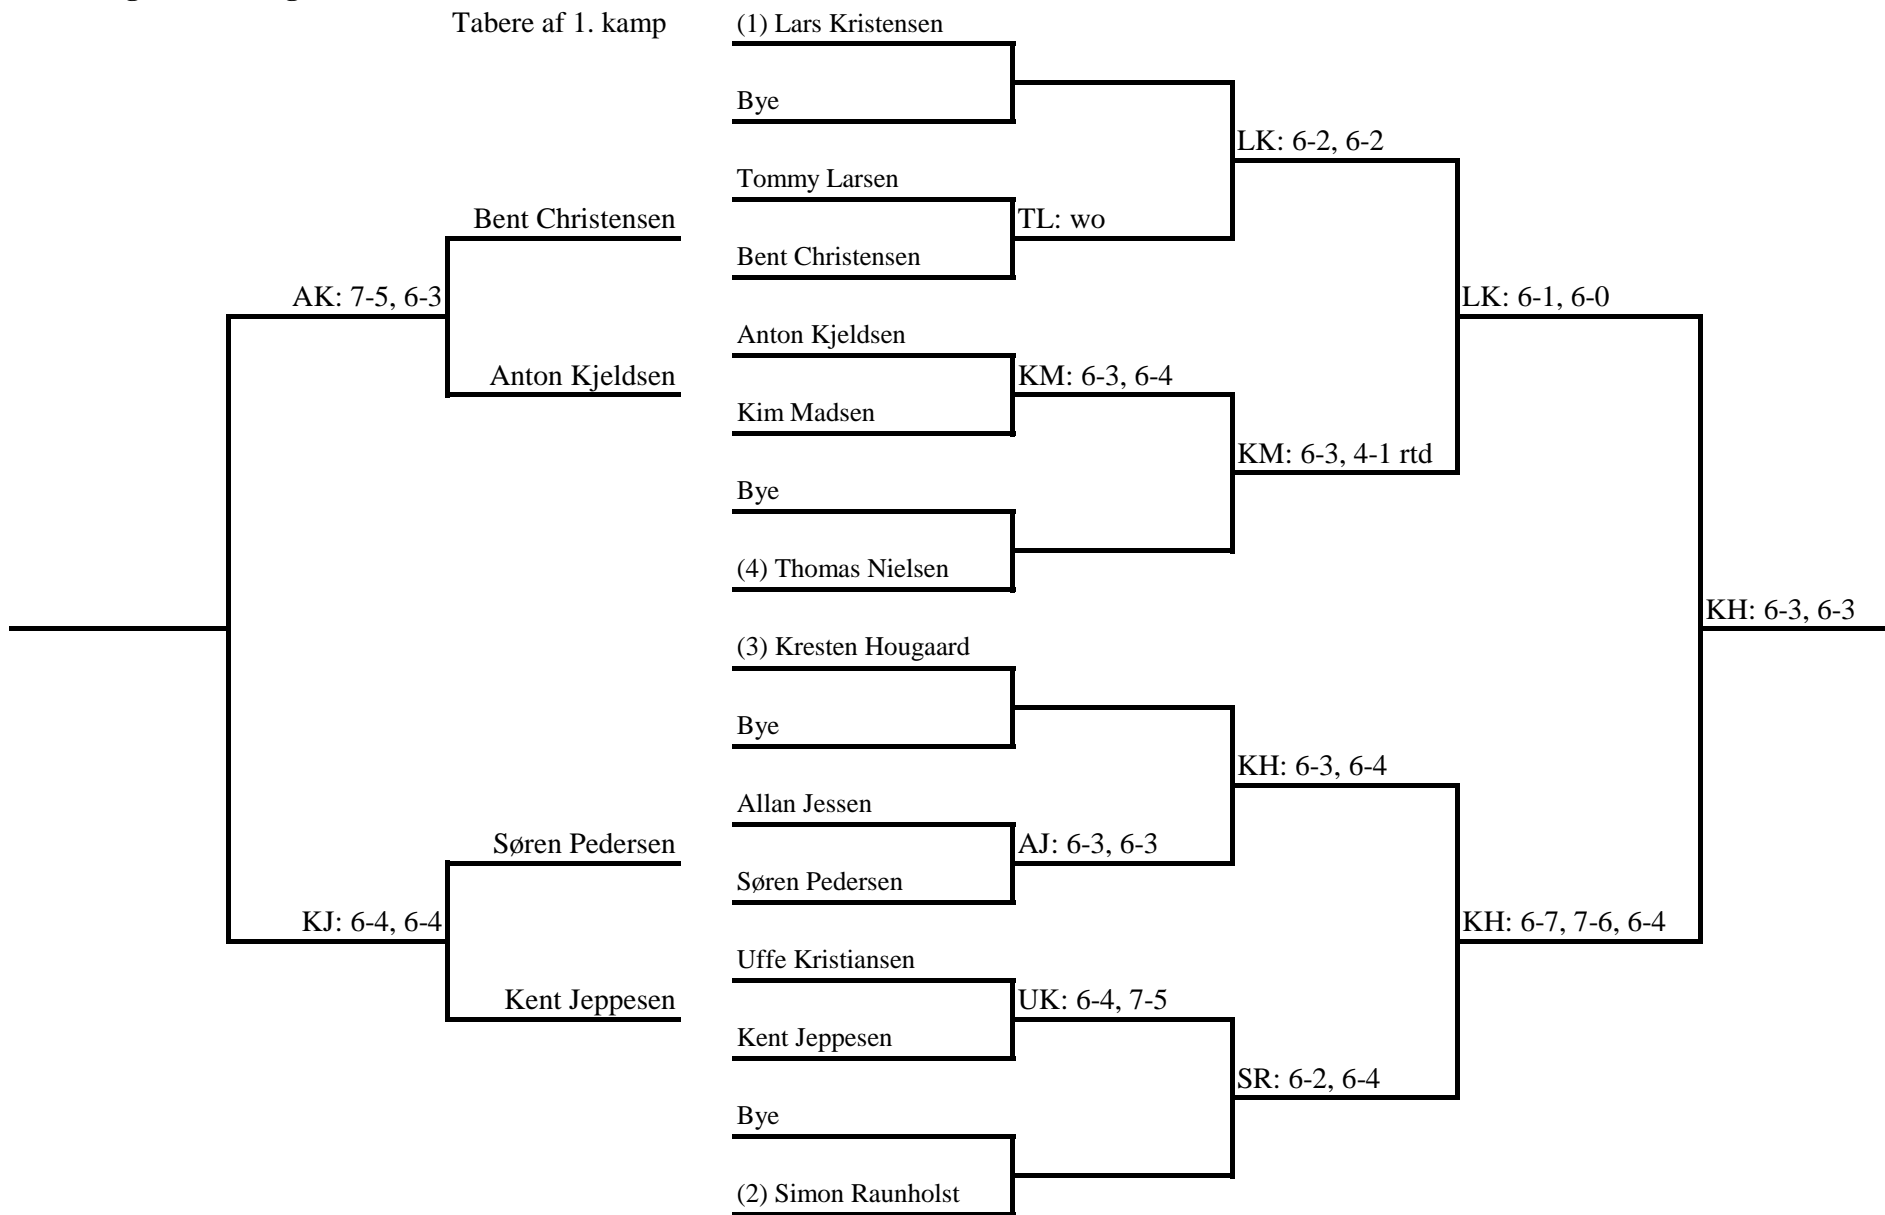 Tabere af 1. kamp
(1) Lars Kristensen
Bye
LK: 6-2, 6-2
Tommy Larsen
Bent Christensen
TL: wo
Bent Christensen
AK: 7-5, 6-3
LK: 6-1, 6-0
Anton Kjeldsen
Anton Kjeldsen
KM: 6-3, 6-4
Kim Madsen
KM: 6-3, 4-1 rtd
Bye
(4) Thomas Nielsen
KH: 6-3, 6-3
(3) Kresten Hougaard
Bye
KH: 6-3, 6-4
Allan Jessen
Søren Pedersen
AJ: 6-3, 6-3
Søren Pedersen
KJ: 6-4, 6-4
KH: 6-7, 7-6, 6-4
Uffe Kristiansen
Kent Jeppesen
UK: 6-4, 7-5
Kent Jeppesen
SR: 6-2, 6-4
Bye
(2) Simon Raunholst